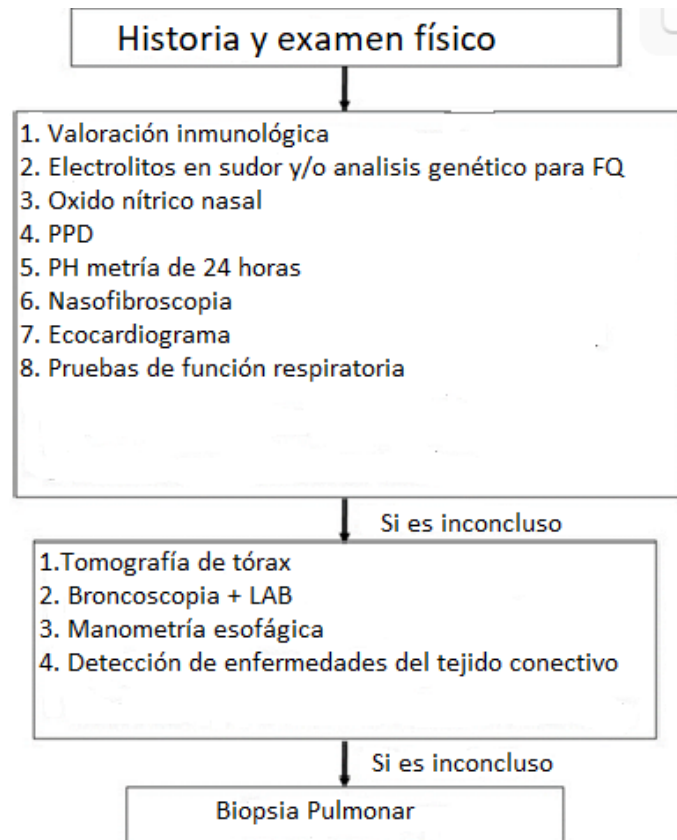 Historia y examen físico
1. Valoración inmunológica
2. Electrolitos en sudor y/o analisis genético para FQ
3. Oxido nítrico nasal
4. PPD
5. PH metría de 24 horas
6. Nasofibroscopia
7. Ecocardiograma
8. Pruebas de función respiratoria
Si es inconcluso
1.Tomografía de tórax
2. Broncoscopia + LAB
3. Manometría esofágica
4. Detección de enfermedades del tejido conectivo
Si es inconcluso
Biopsia Pulmonar